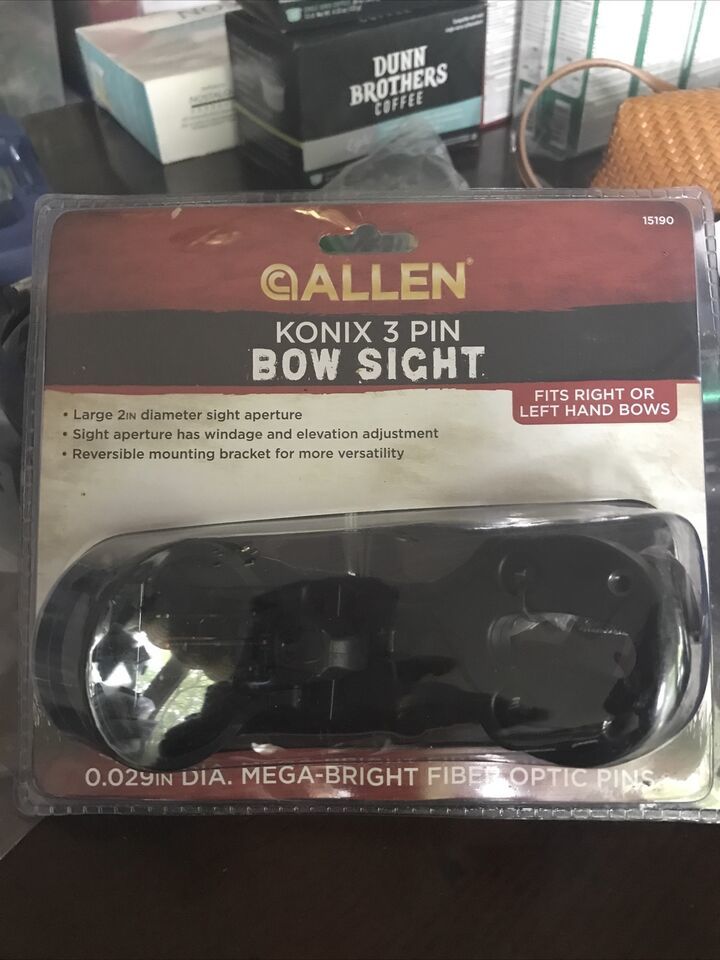 DUNN
BROTHERS
COFFEE
15190
ALLEN®
KONIX 3 PIN
BOW SIGHT
FITS RIGHT OR
LEFT HAND BOWS
• Large 2IN diameter sight aperture
• Sight aperture has windage and elevation adjustment
• Reversible mounting bracket for more versatility
0.029IN DIA. MEGA-BRIGHT FIBER OPTIC PINS